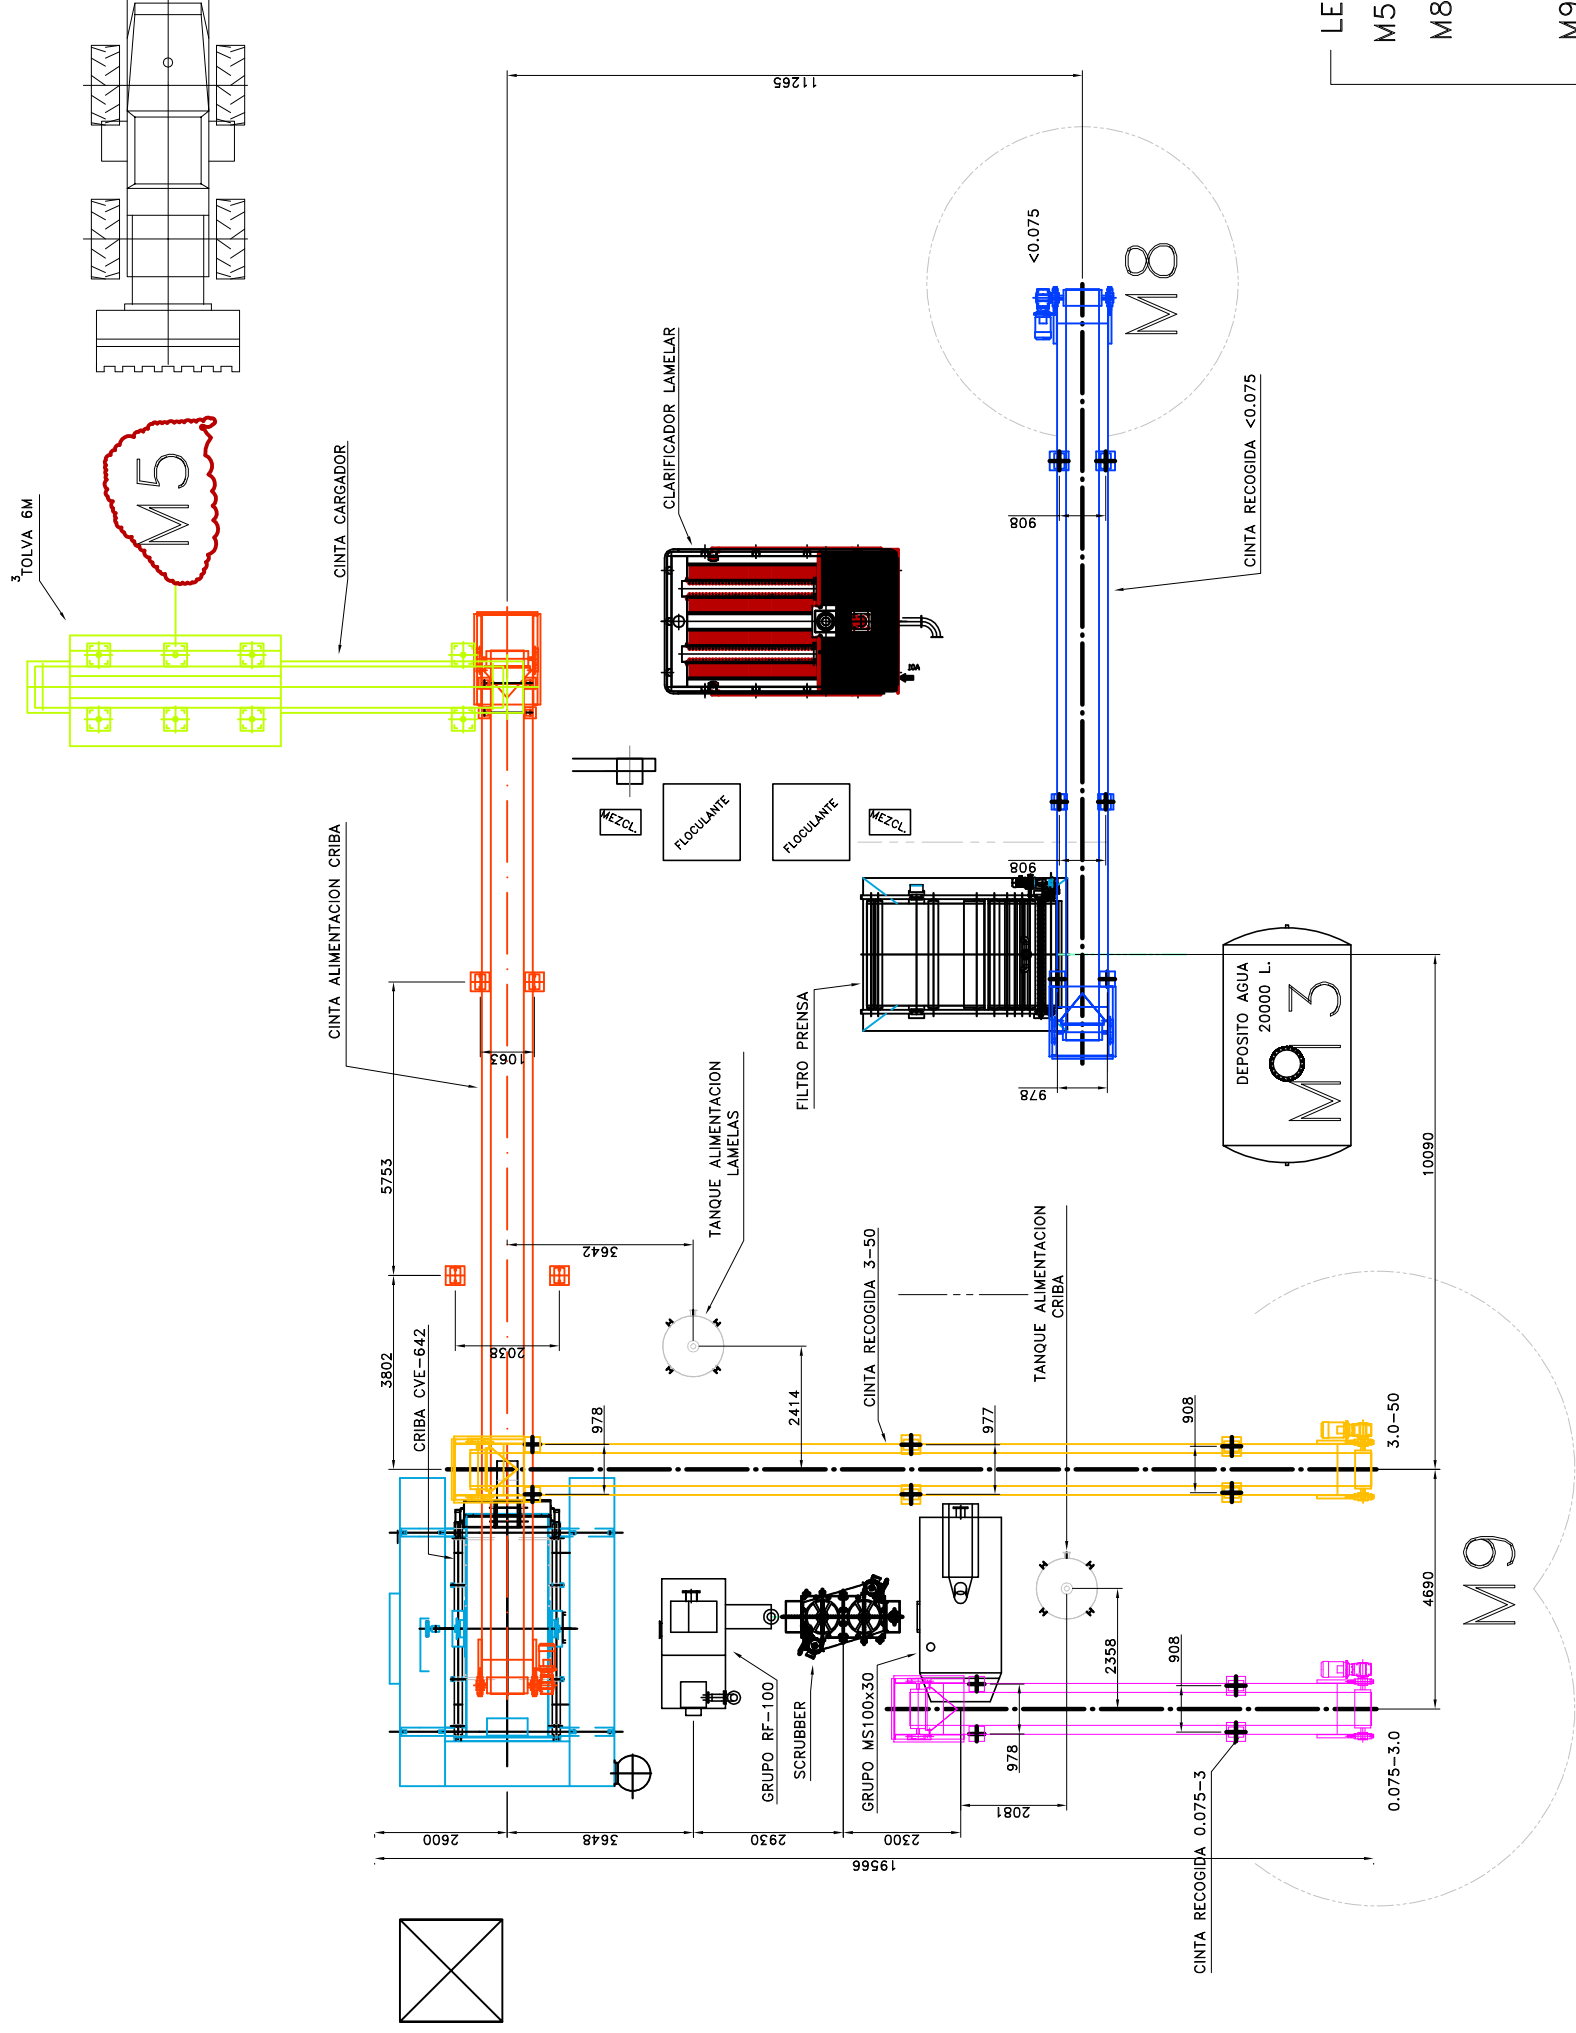 LE
M5
M8
M9
11265
<0.075
M8
M5
3
TOLVA 6M
CINTA CARGADOR
CLARIFICADOR LAMELAR
CINTA RECOGIDA <0.075
908
MEZCL.
FLOCULANTE
FLOCULANTE
MEZCL.
908
CINTA ALIMENTACION CRIBA
1063
5753
FILTRO PRENSA
978
DEPOSITO AGUA
20000 L.
M13
10090
TANQUE ALIMENTACION
LAMELAS
3642
3802
2038
CRIBA CVE-642
2414
CINTA RECOGIDA 3-50
TANQUE ALIMENTACION
CRIBA
978
977
908
3.0-50
M9
4690
2358
908
978
GRUPO RF-100
SCRUBBER
GRUPO MS100x30
2081
0.075-3.0
CINTA RECOGIDA 0.075-3
2600
3648
2930
2300
19566